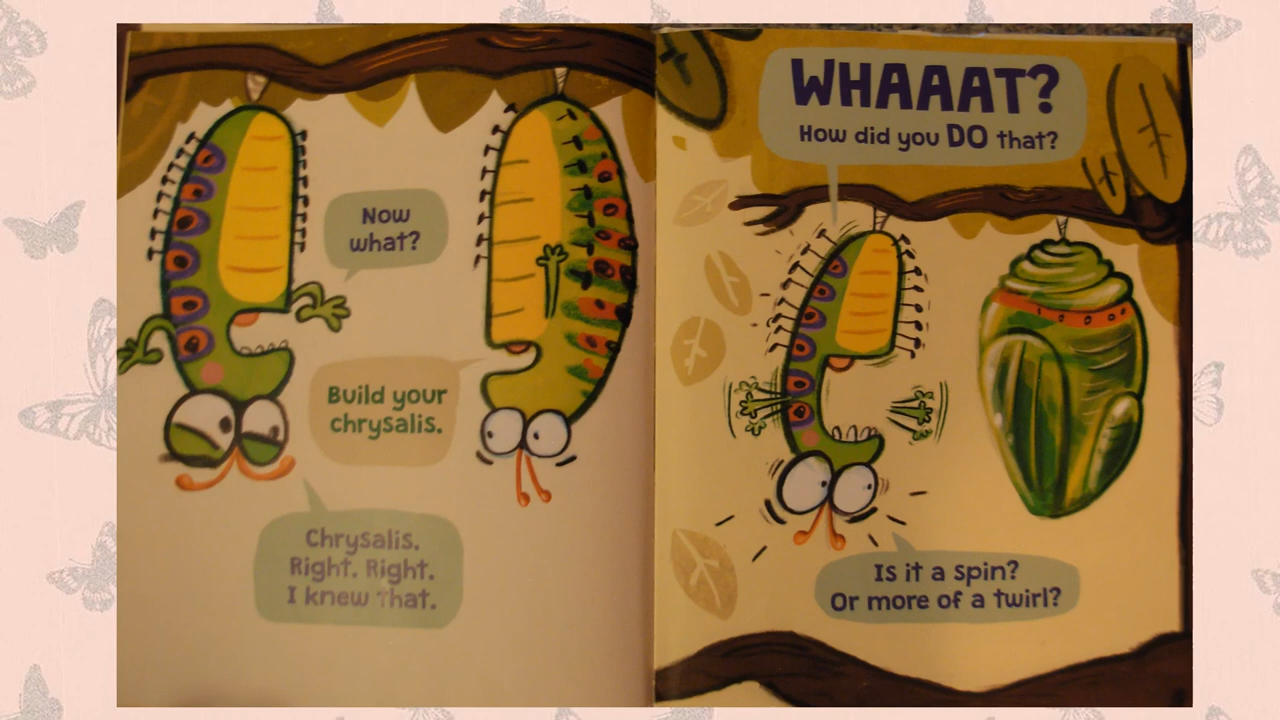 Now
what?
Build your
chrysalis.
Chrysalis.
Right. Right.
I knew that.
WHAAAT?
How did you DO that?
Is it a spin?
Or more of a twirl?